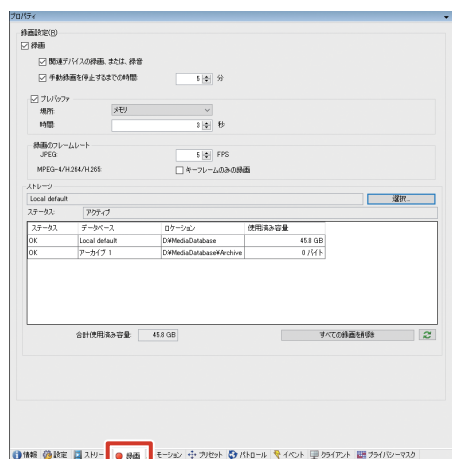 プロパティ
録画設定(R)
録画
関連デバイスの録画、または、録音
手動録画を停止するまでの時間: 5 分
プレバッファ
場所: メモリ
時間: 3 秒
録画のフレームレート
JPEG: 5 FPS
MPEG-4/H.264/H.265: キーフレームのみの録画
ストレージ
Local default 選択...
ステータス: アクティブ
ステータス データベース ロケーション 使用済み容量
OK Local default D:¥MediaDatabase 45.8 GB
OK アーカイブ 1 D:¥MediaDatabase¥Archive 0 バイト
合計使用済み容量: 45.8 GB すべての録画を削除
情報 設定 ストリー 録画 モーション プリセット パトロール イベント クライアント プライバシーマスク